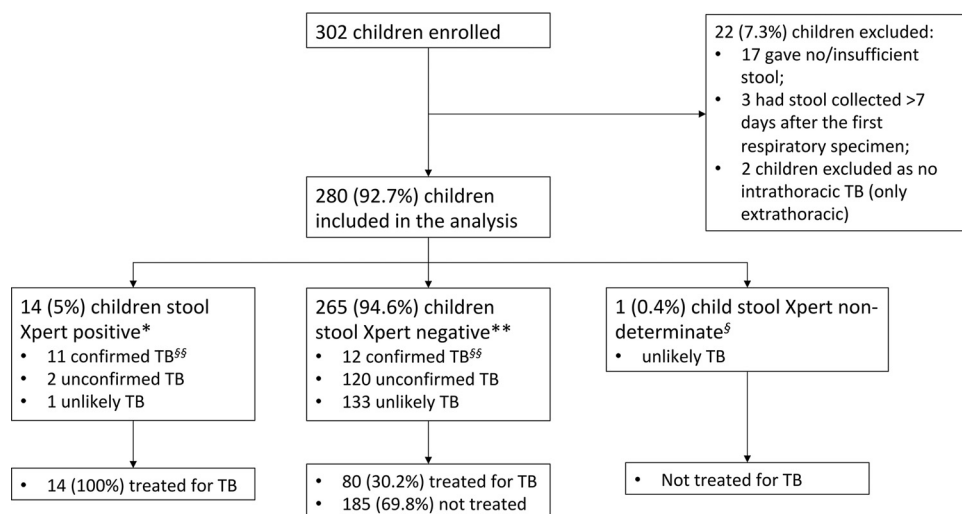 302 children enrolled
22 (7.3%) children excluded:
• 17 gave no/insufficient
stool;
• 3 had stool collected >7
days after the first
respiratory specimen;
• 2 children excluded as no
intrathoracic TB (only
extrathoracic)
280 (92.7%) children
included in the analysis
14 (5%) children stool
Xpert positive*
• 11 confirmed TB§§
• 2 unconfirmed TB
• 1 unlikely TB
265 (94.6%) children
stool Xpert negative**
• 12 confirmed TB§§
• 120 unconfirmed TB
• 133 unlikely TB
1 (0.4%) child stool Xpert non-
determinate§
• unlikely TB
• 14 (100%) treated for TB
• 80 (30.2%) treated for TB
• 185 (69.8%) not treated
• Not treated for TB